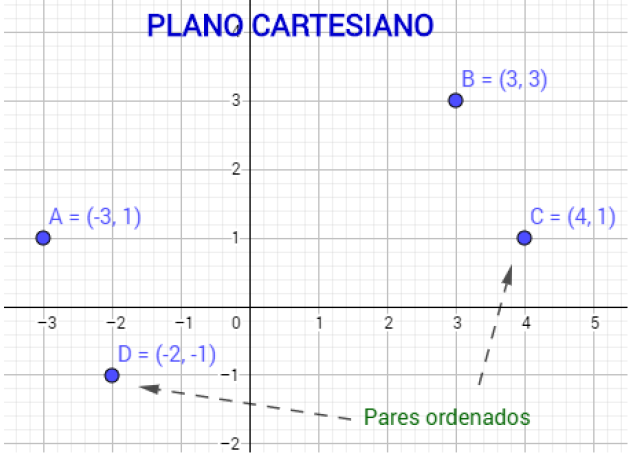 PLANO CARTESIANO
4
B = (3, 3)
3
2
A = (-3, 1)
C = (4, 1)
1
−3 −2 −1 0 1 2 3 4 5
D = (-2, -1)
−1
Pares ordenados
−2